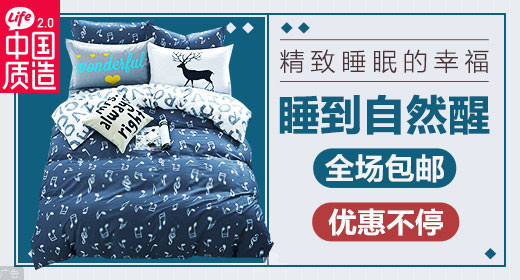 Life 2.0
中国
质造
wonderful
Mrs.
always
right
精致睡眠的幸福
睡到自然醒
全场包邮
优惠不停
广告